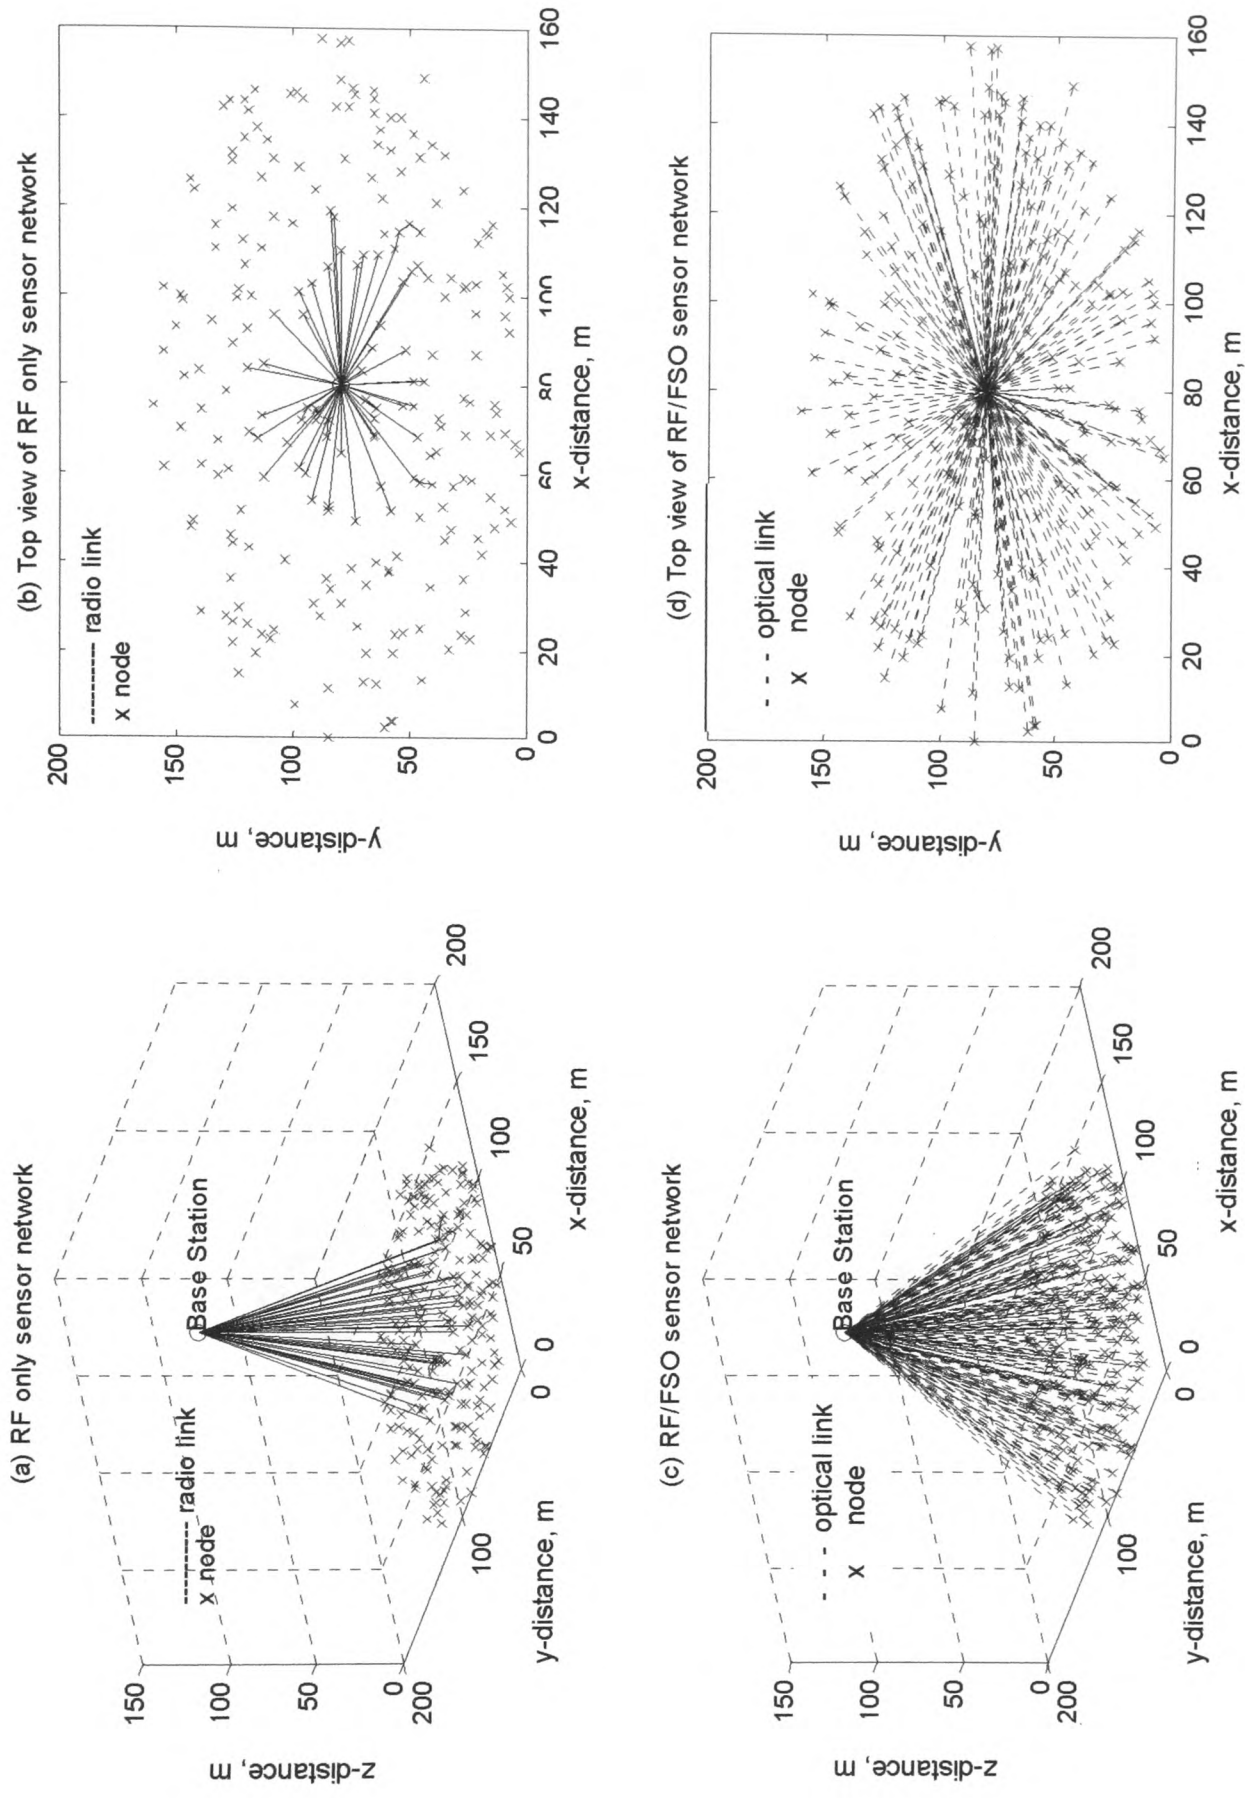 (a) RF only sensor network
Base Station
radio link
x node
150
100
50
0
200
100
0
0
50
100
150
200
z-distance, m
y-distance, m
x-distance, m
(b) Top view of RF only sensor network
radio link
x node
200
150
100
50
0
0
20
40
60
80
100
120
140
160
y-distance, m
x-distance, m
(c) RF/FSO sensor network
Base Station
optical link
x node
150
100
50
0
200
100
0
0
50
100
150
200
z-distance, m
y-distance, m
x-distance, m
(d) Top view of RF/FSO sensor network
optical link
x node
200
150
100
50
0
0
20
40
60
80
100
120
140
160
y-distance, m
x-distance, m